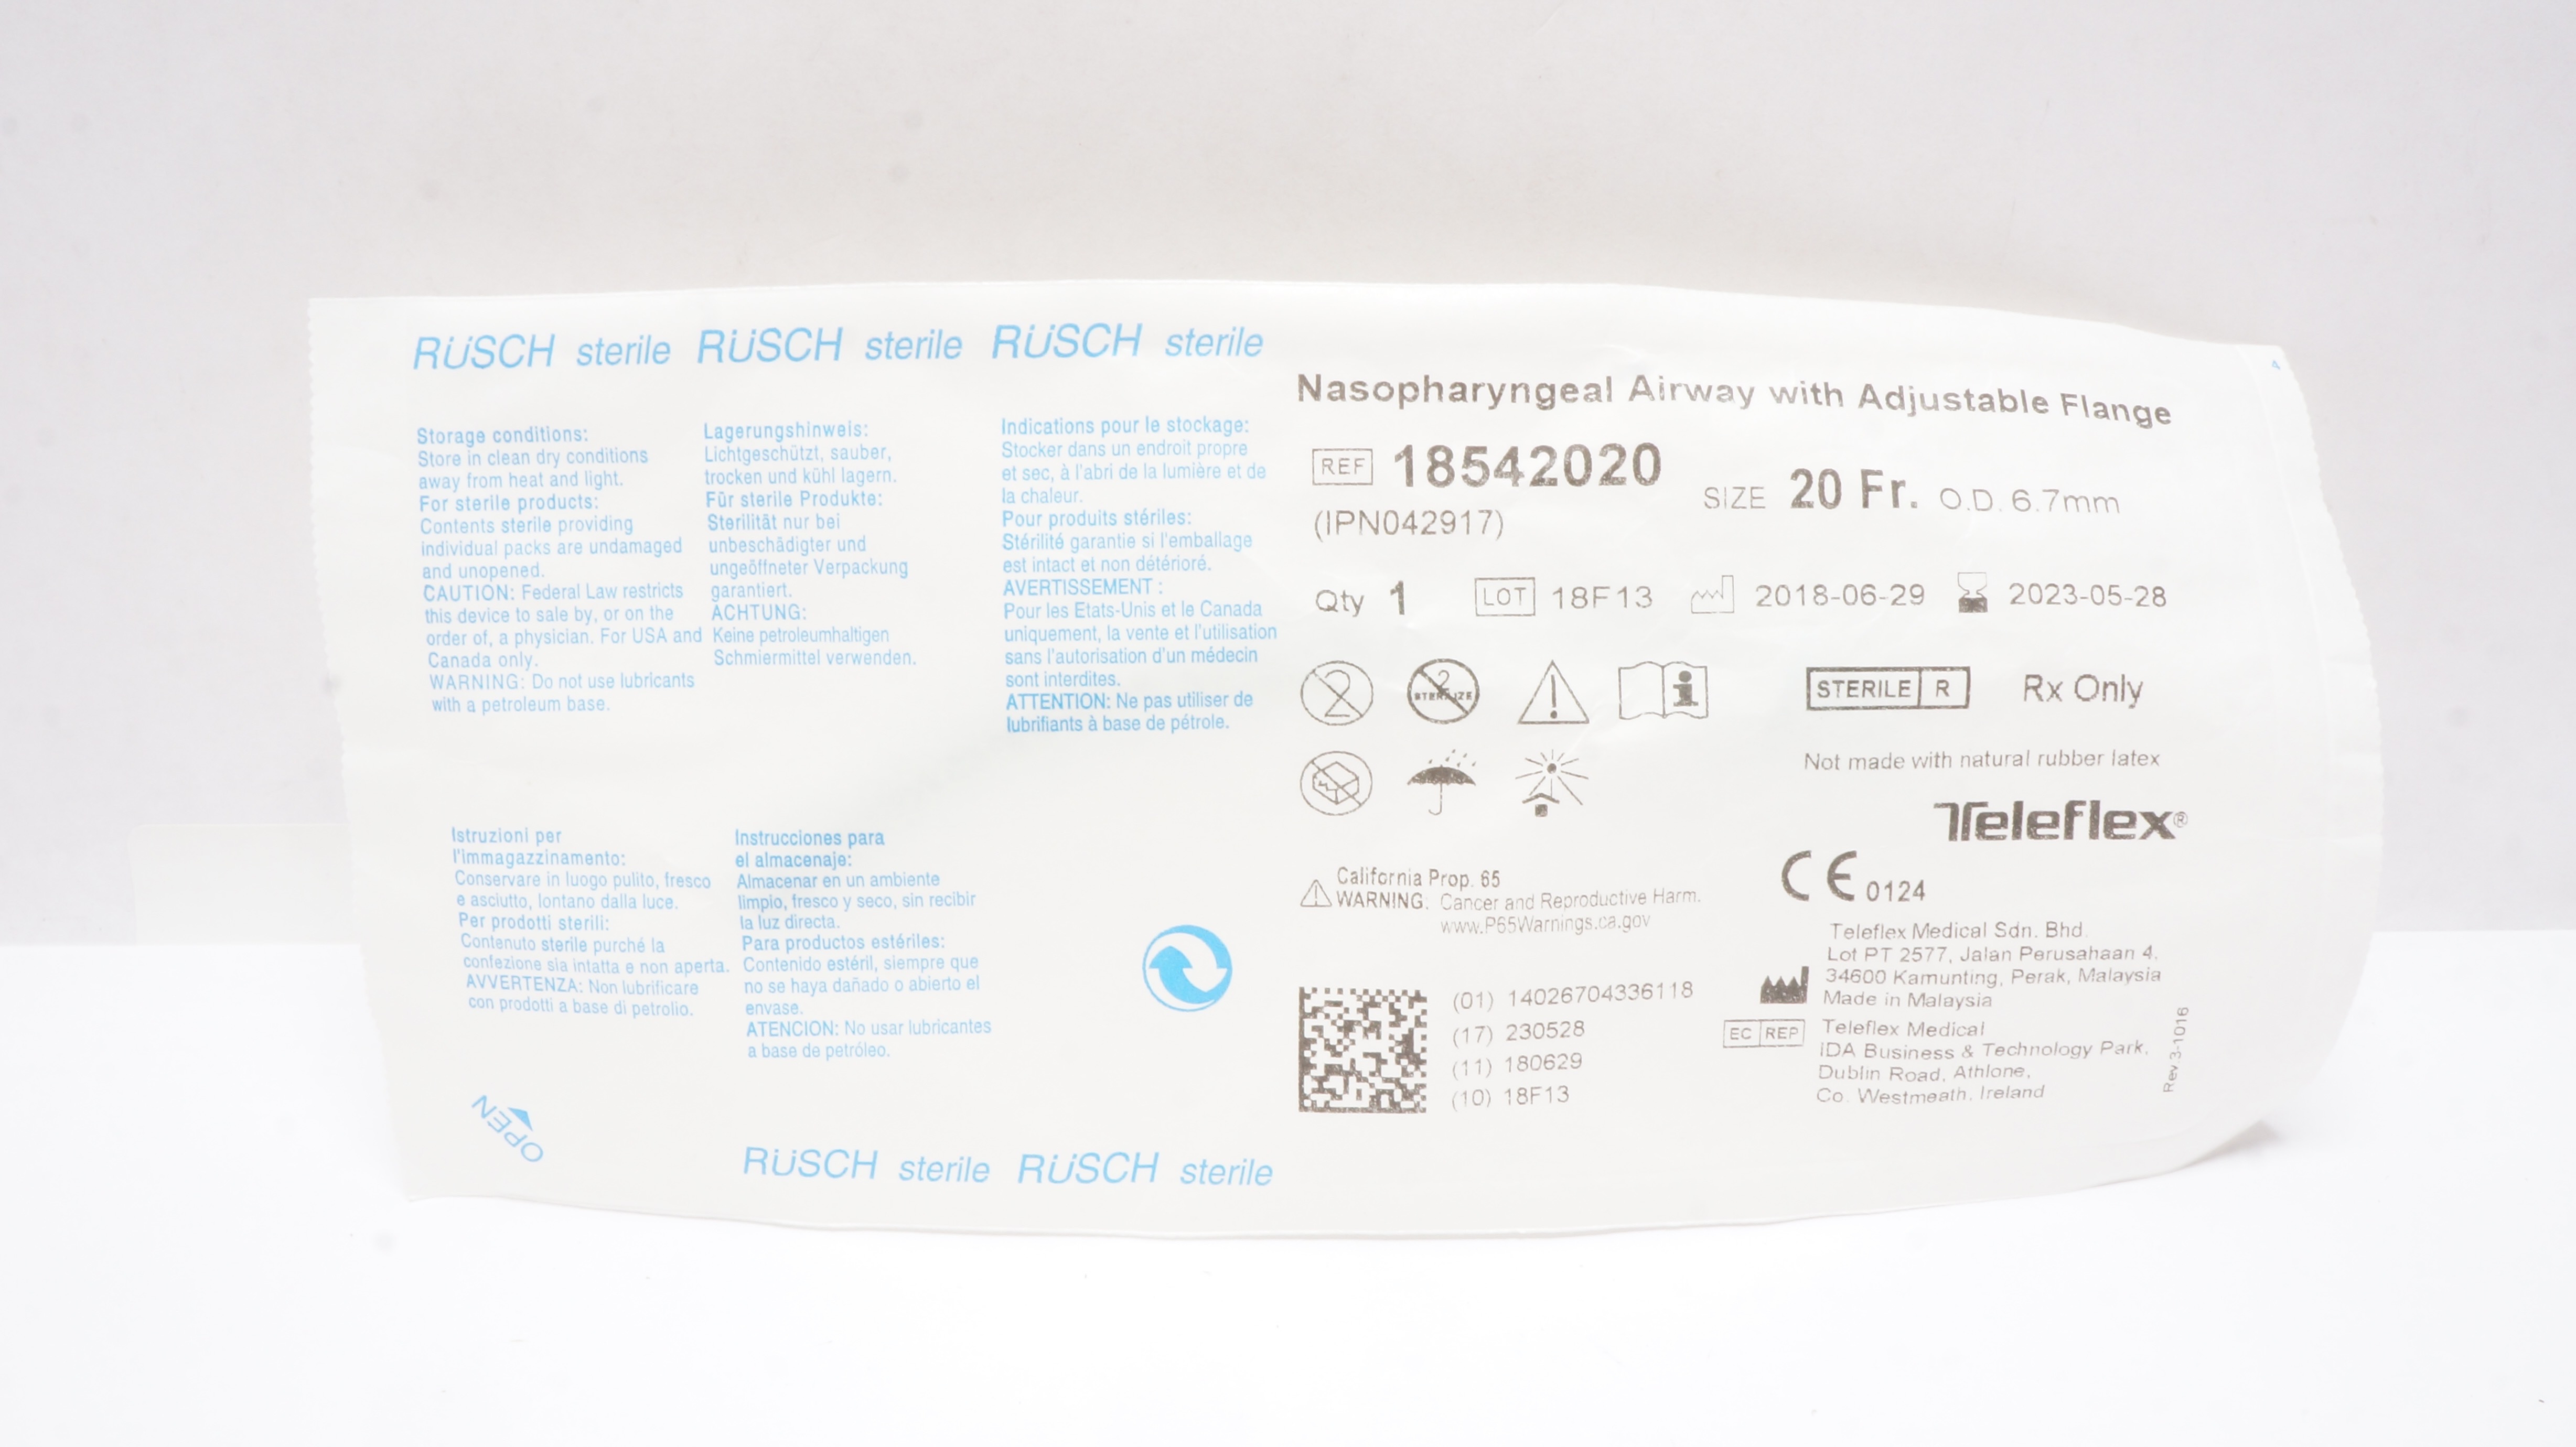 RÜSCH sterile RÜSCH sterile RÜSCH sterile
Storage conditions:
Store in clean dry conditions
away from heat and light.
For sterile products:
Contents sterile providing
individual packs are undamaged
and unopened.
CAUTION: Federal Law restricts
this device to sale by, or on the
order of, a physician. For USA and
Canada only.
WARNING: Do not use lubricants
with a petroleum base.
Lagerungshinweis:
Lichtgeschützt, sauber,
trocken und kühl lagern.
Für sterile Produkte:
Sterilität nur bei
unbeschädigter und
ungeöffneter Verpackung
garantiert.
ACHTUNG:
Keine petroleumhaltigen
Schmiermittel verwenden.
Indications pour le stockage:
Stocker dans un endroit propre
et sec, à l'abri de la lumière et de
la chaleur.
Pour produits stériles:
Stérilité garantie si l'emballage
est intact et non détérioré.
AVERTISSEMENT :
Pour les Etats-Unis et le Canada
uniquement, la vente et l'utilisation
sans l'autorisation d'un médecin
sont interdites.
ATTENTION: Ne pas utiliser de
lubrifiants à base de pétrole.
Istruzioni per
l'immagazzinamento:
Conservare in luogo pulito, fresco
e asciutto, lontano dalla luce.
Per prodotti sterili:
Contenuto sterile purché la
confezione sia intatta e non aperta.
AVVERTENZA: Non lubrificare
con prodotti a base di petrolio.
Instrucciones para
el almacenaje:
Almacenar en un ambiente
limpio, fresco y seco, sin recibir
la luz directa.
Para productos estériles:
Contenido estéril, siempre que
no se haya dañado o abierto el
envase.
ATENCION: No usar lubricantes
a base de petróleo.
OPEN
RÜSCH sterile RÜSCH sterile
4
Nasopharyngeal Airway with Adjustable Flange
REF 18542020
(IPN042917)
SIZE 20 Fr. O.D. 6.7mm
Qty 1 LOT 18F13 2018-06-29 2023-05-28
2 2 STERILIZE
STERILE R Rx Only
Not made with natural rubber latex
Teleflex®
CE 0124
California Prop. 65
WARNING. Cancer and Reproductive Harm.
www.P65Warnings.ca.gov
(01) 14026704336118
(17) 230528
(11) 180629
(10) 18F13
Teleflex Medical Sdn. Bhd.
Lot PT 2577, Jalan Perusahaan 4,
34600 Kamunting, Perak, Malaysia
Made in Malaysia
EC REP Teleflex Medical
IDA Business & Technology Park,
Dublin Road, Athlone,
Co. Westmeath, Ireland
Rev 3-1016